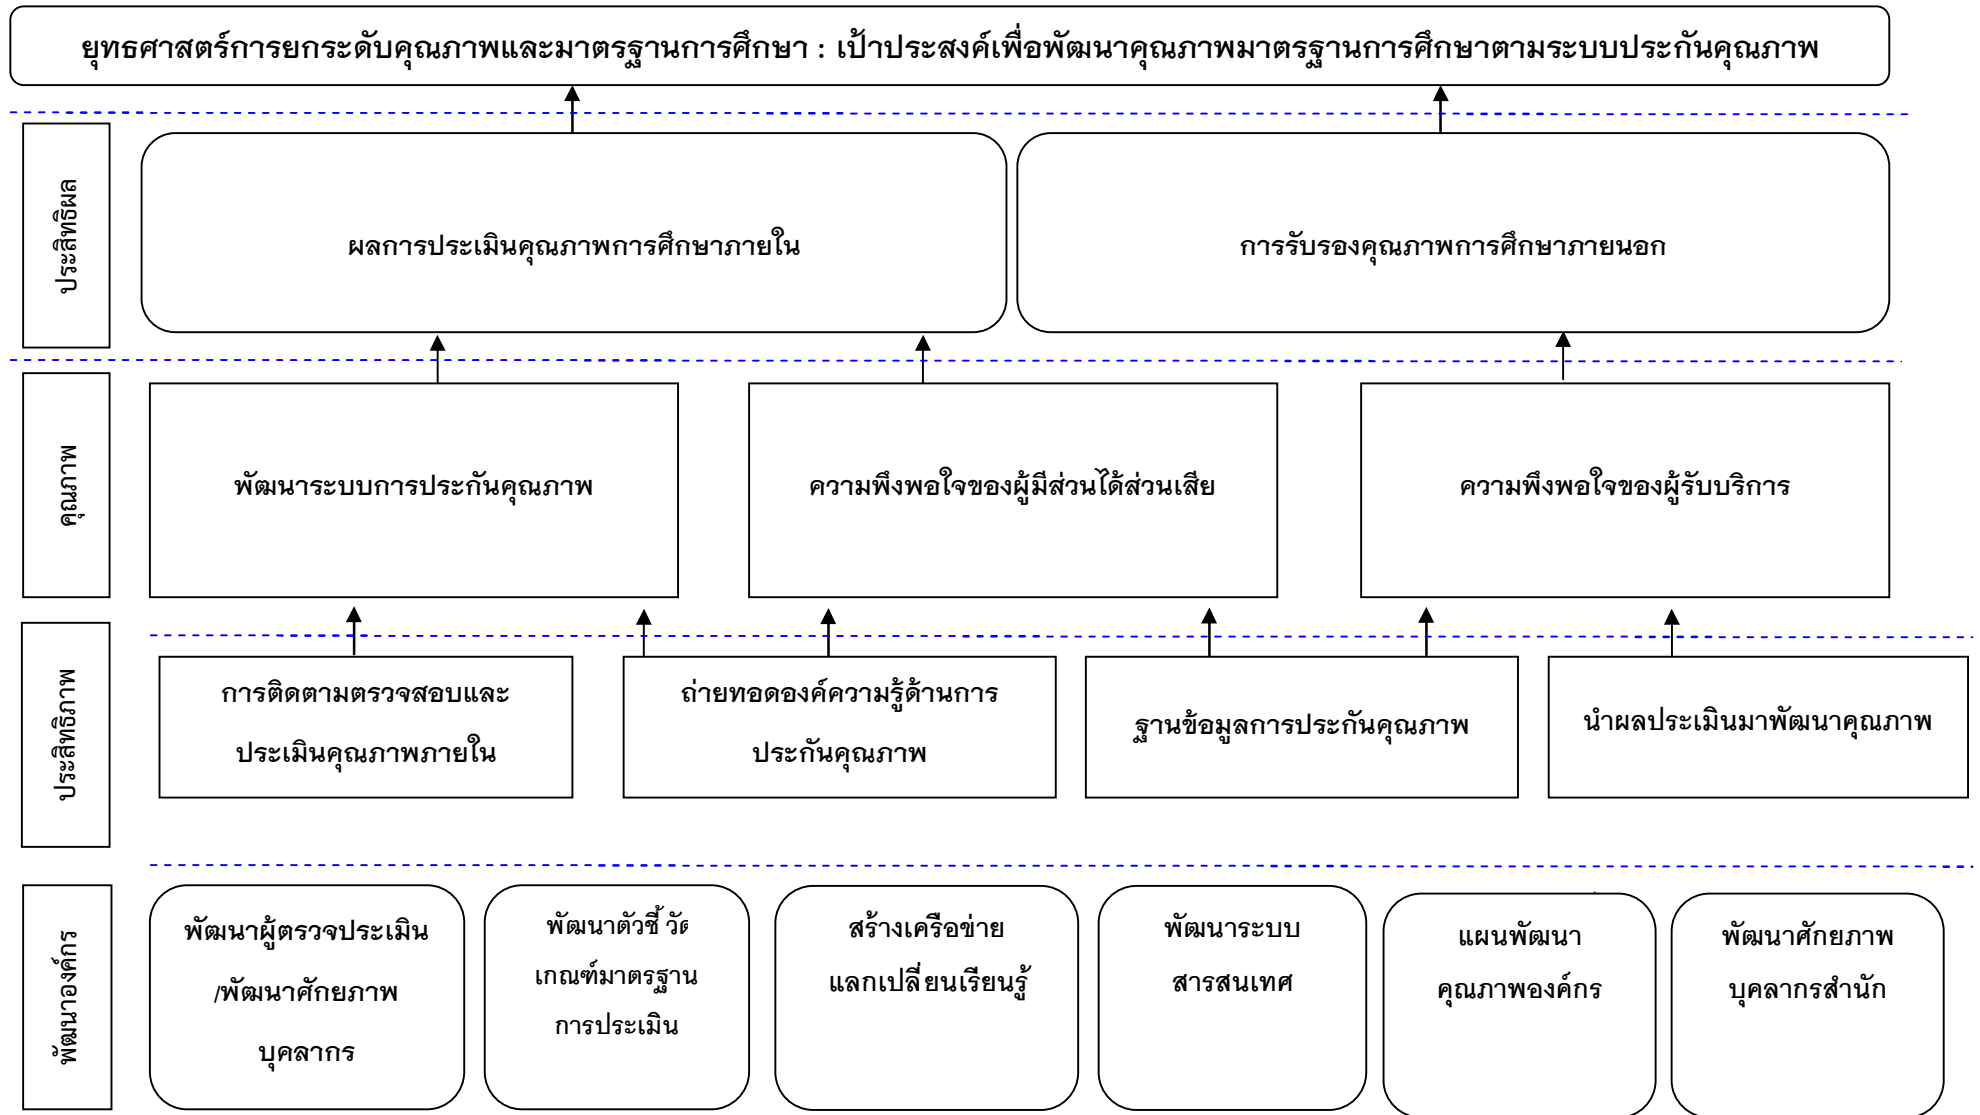 ยุทธศาสตร์การยกระดับคุณภาพและมาตรฐานการศึกษา : เป้าประสงค์เพื่อพัฒนาคุณภาพมาตรฐานการศึกษาตามระบบประกันคุณภาพ
ประสิทธิผล
ผลการประเมินคุณภาพการศึกษาภายใน
การรับรองคุณภาพการศึกษาภายนอก
คุณภาพ
พัฒนาระบบการประกันคุณภาพ
ความพึงพอใจของผู้มีส่วนได้ส่วนเสีย
ความพึงพอใจของผู้รับบริการ
ประสิทธิภาพ
การติดตามตรวจสอบและ
ประเมินคุณภาพภายใน
ถ่ายทอดองค์ความรู้ด้านการ
ประกันคุณภาพ
ฐานข้อมูลการประกันคุณภาพ
นำผลประเมินมาพัฒนาคุณภาพ
พัฒนาองค์กร
พัฒนาผู้ตรวจประเมิน
/พัฒนาศักยภาพ
บุคลากร
พัฒนาตัวชี้วัด
เกณฑ์มาตรฐาน
การประเมิน
สร้างเครือข่าย
แลกเปลี่ยนเรียนรู้
พัฒนาระบบ
สารสนเทศ
แผนพัฒนา
คุณภาพองค์กร
พัฒนาศักยภาพ
บุคลากรสำนัก